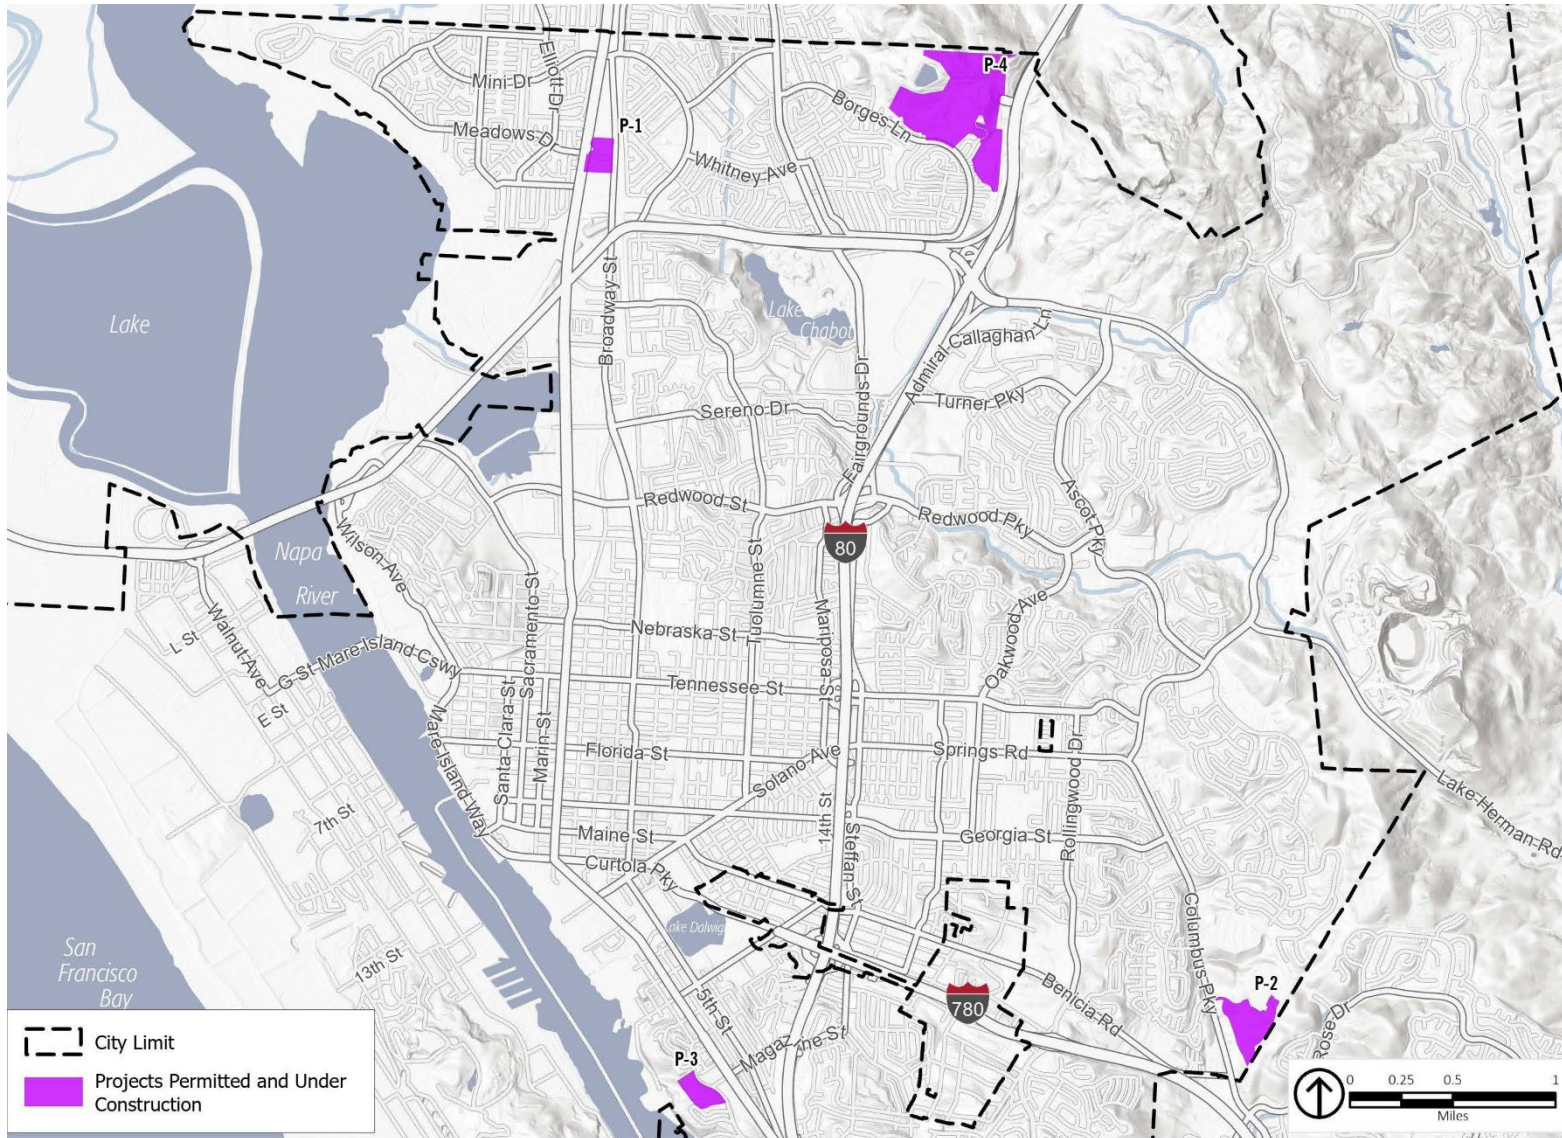 P-4
Elliott-Dr
Mini-Dr
Borges-Ln
P-1
Meadows-D
Whitney-Ave
Broadway-St
Lake
Lake
Chabot
Admiral-Callaghan-Ln
Fairgrounds-Dr
Turner-Pky
Sereno-Dr
Ascot-Pky
Redwood-St
Redwood-Pky
80
Napa
River
Wilson-Ave
Tuolumne-St
Sacramento-St
Walnut-Ave
L-St
Mariposa-St
Oakwood-Ave
Nebraska-St
G-St-Mare-Island-Cswy
Tennessee-St
E-St
Santa-Clara-St
Marin-St
Mare-Island-Way
Florida-St
Springs-Rd
Rollingwood-Dr
Solano-Ave
Lake-Herman-Rd
7th-St
14th-St
Steffan-St
Maine-St
Georgia-St
Curtola-Pky
Columbus-Pky
San
Francisco
Bay
13th-St
5th-St
780
Benicia-Rd
P-2
Rose-Dr
P-3
City Limit
Projects Permitted and Under
Construction
0 0.25 0.5 1
Miles